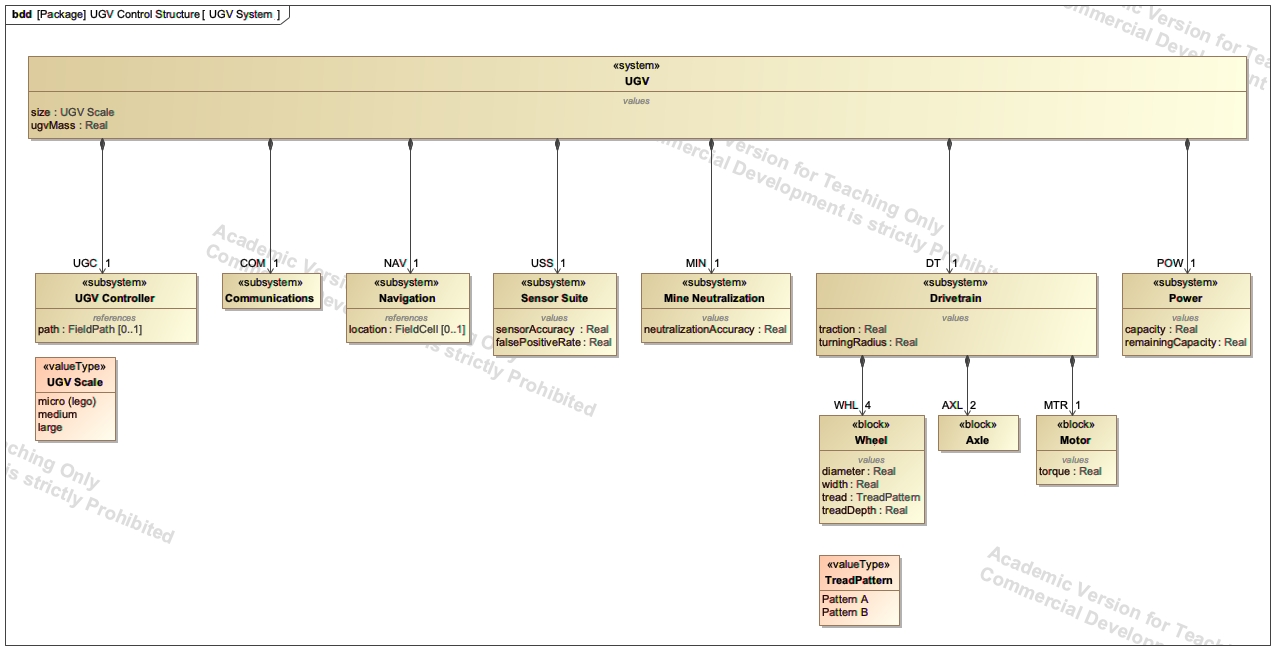 bdd [Package] UGV Control Structure [ UGV System ]
«system»
UGV
values
size : UGV Scale
ugvMass : Real
UGC 1
«subsystem»
UGV Controller
references
path : FieldPath [0..1]
COM 1
«subsystem»
Communications
NAV 1
«subsystem»
Navigation
references
location : FieldCell [0..1]
USS 1
«subsystem»
Sensor Suite
values
sensorAccuracy : Real
falsePositiveRate : Real
MIN 1
«subsystem»
Mine Neutralization
values
neutralizationAccuracy : Real
DT 1
«subsystem»
Drivetrain
values
traction : Real
turningRadius : Real
POW 1
«subsystem»
Power
values
capacity : Real
remainingCapacity : Real
«valueType»
UGV Scale
micro (lego)
medium
large
WHL 4
«block»
Wheel
values
diameter : Real
width : Real
tread : TreadPattern
treadDepth : Real
AXL 2
«block»
Axle
MTR 1
«block»
Motor
values
torque : Real
«valueType»
TreadPattern
Pattern A
Pattern B
Academic Version for Teaching Only
Commercial Development is strictly Prohibited